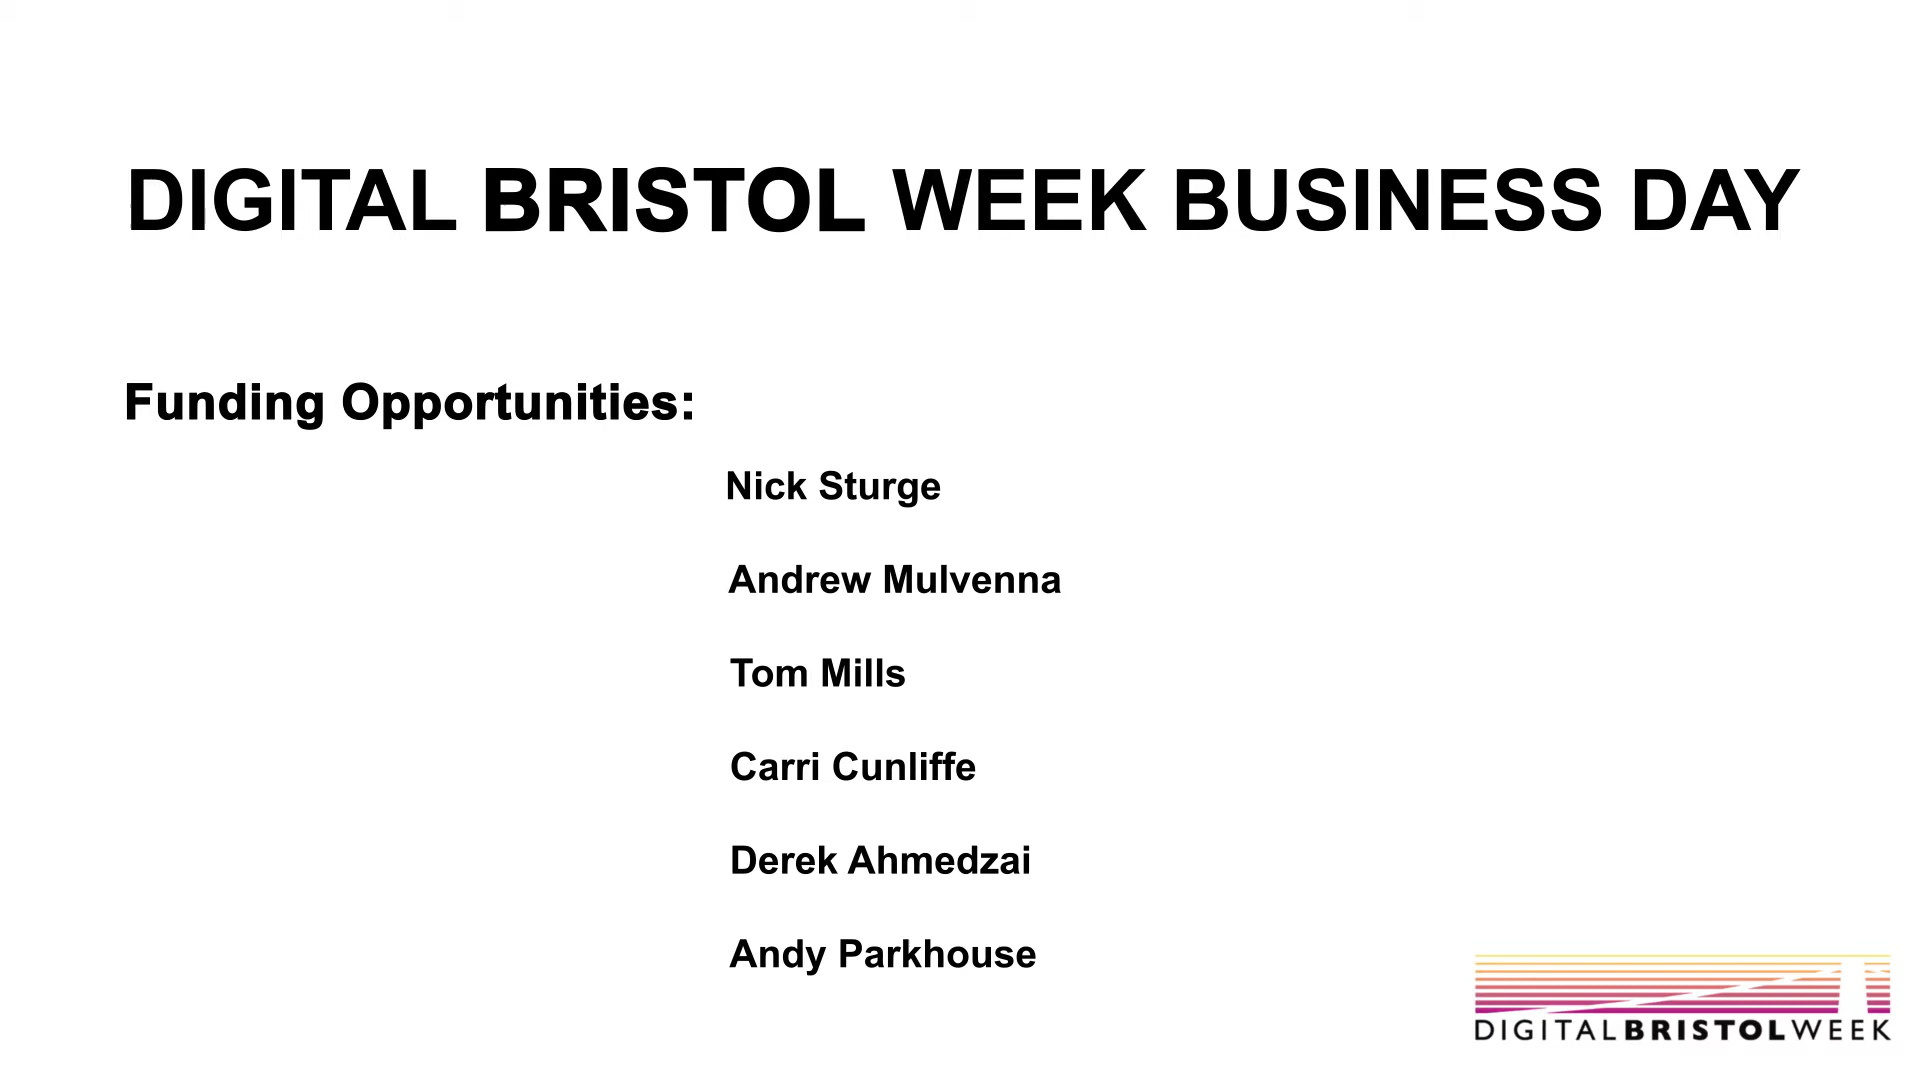 DIGITAL BRISTOL WEEK BUSINESS DAY
Funding Opportunities:
Nick Sturge
Andrew Mulvenna
Tom Mills
Carri Cunliffe
Derek Ahmedzai
Andy Parkhouse
DIGITALBRISTOLWEEK